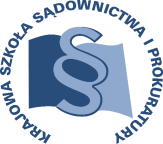 KRAJOWA SZKOŁA SĄDOWNICTWA I PROKURATURY
§